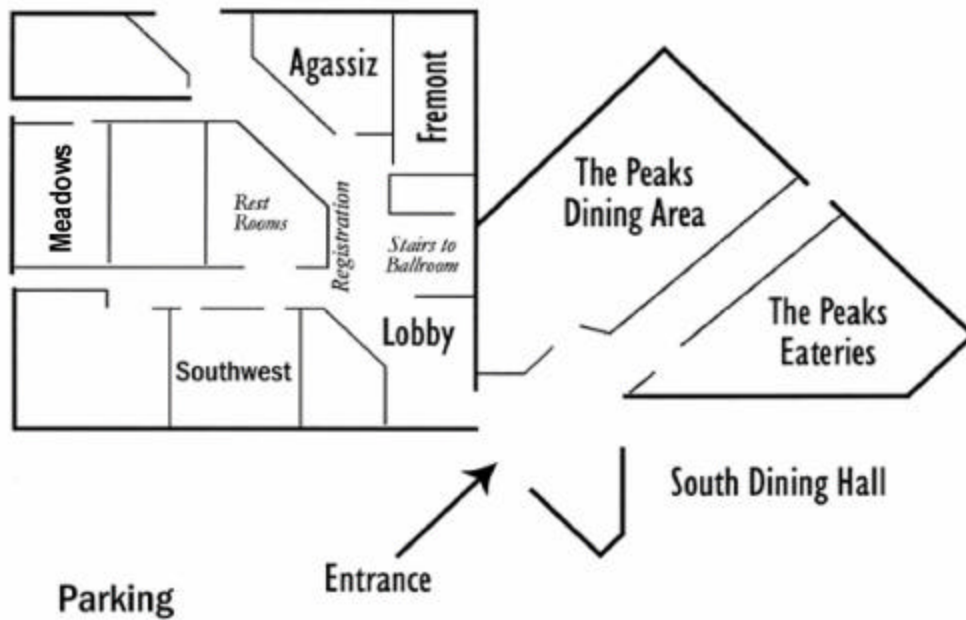 Agassiz
Fremont
Meadows
Rest
Rooms
Registration
Stairs to
Ballroom
The Peaks
Dining Area
Lobby
Southwest
The Peaks
Eateries
South Dining Hall
Entrance
Parking